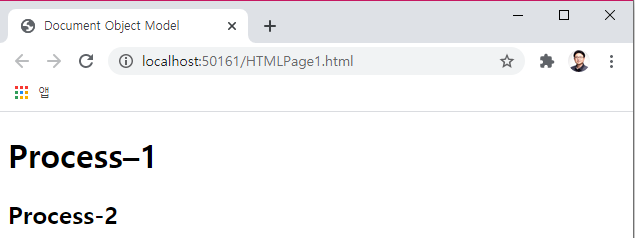 Document Object Model
localhost:50161/HTMLPage1.html
앱
Process–1
Process-2